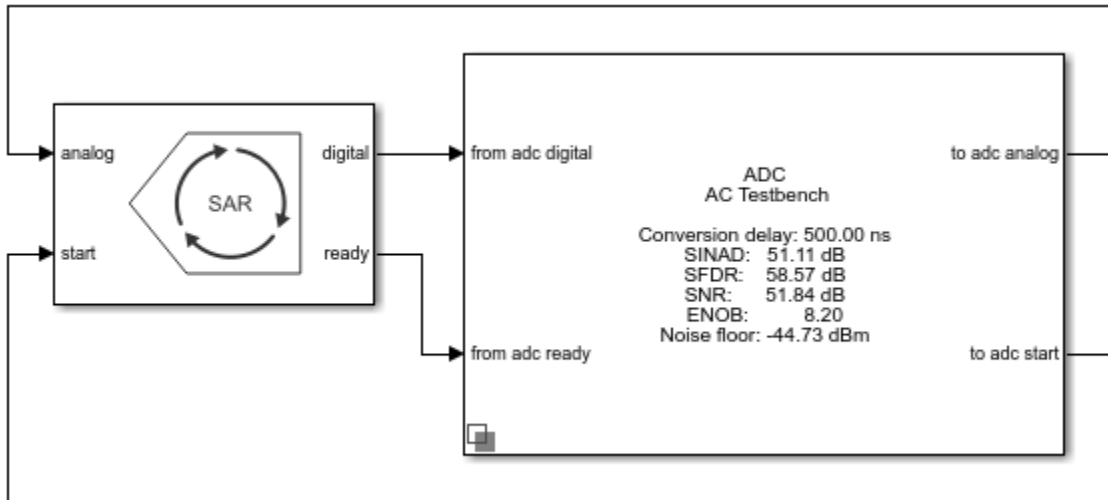 analog
start
SAR
digital
ready
from adc digital
from adc ready
ADC
AC Testbench
Conversion delay: 500.00 ns
SINAD: 51.11 dB
SFDR: 58.57 dB
SNR: 51.84 dB
ENOB: 8.20
Noise floor: -44.73 dBm
to adc analog
to adc start